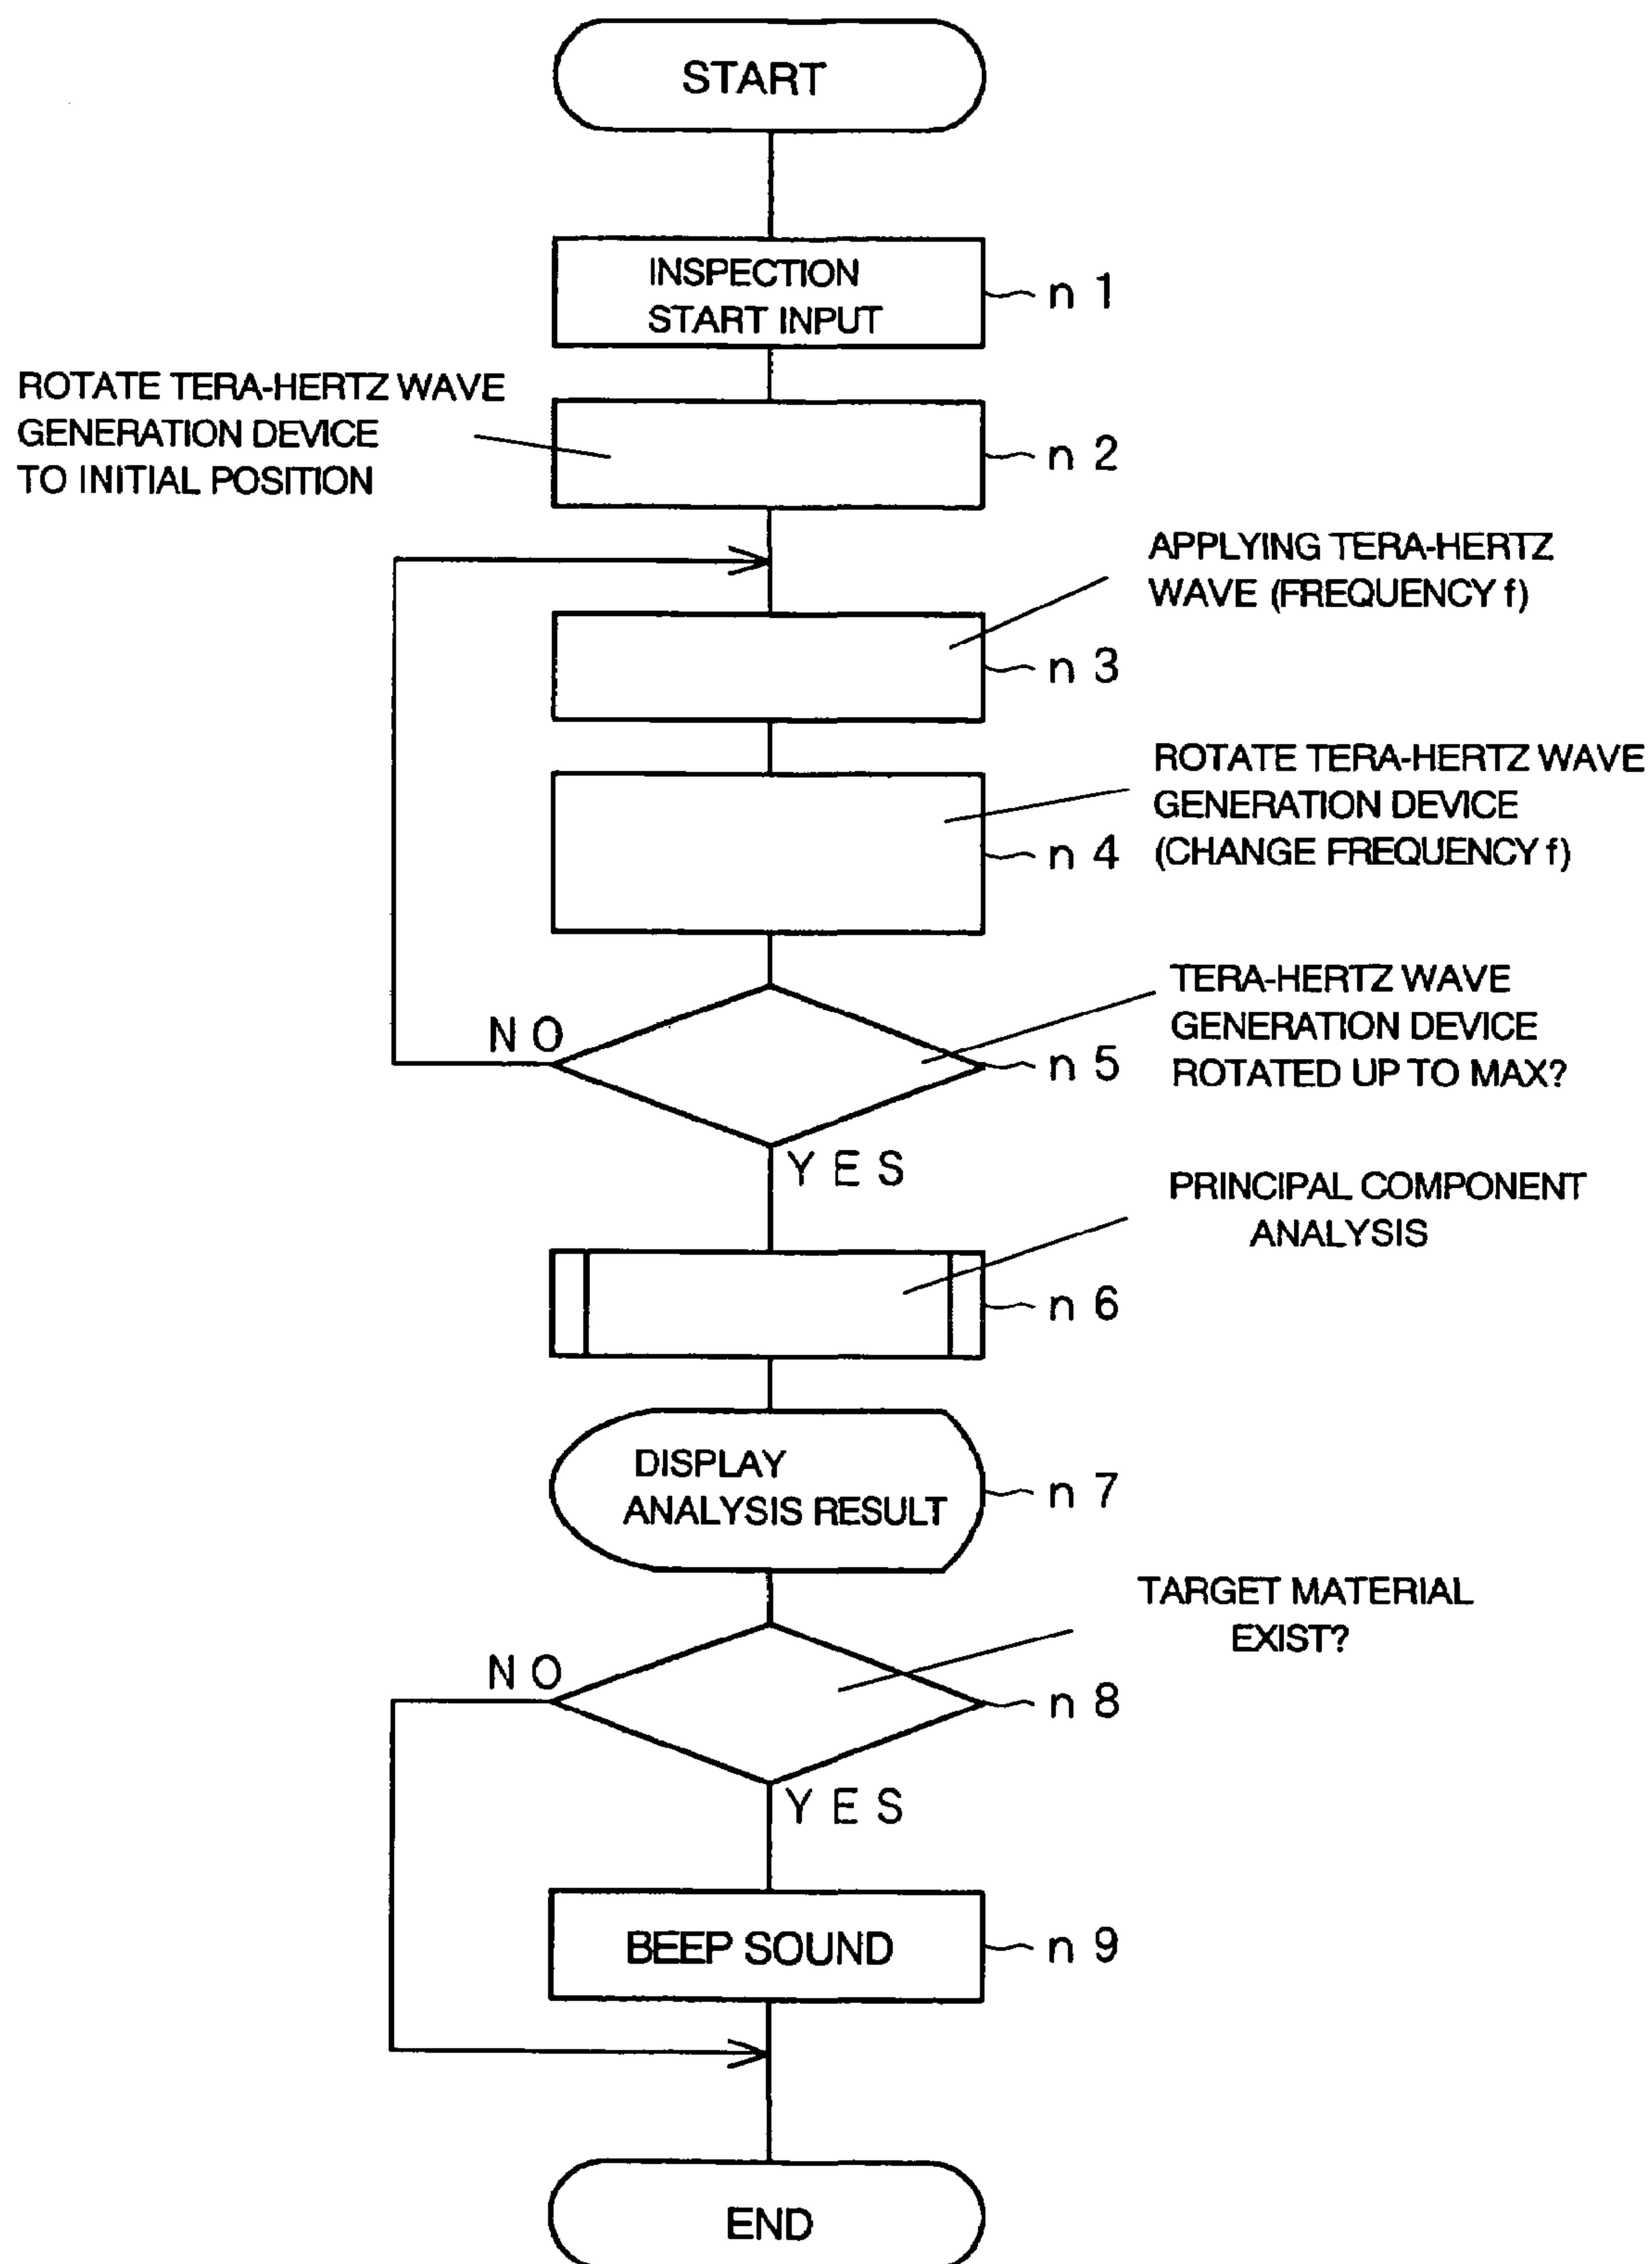 START
INSPECTION
START INPUT
n 1
ROTATE TERA-HERTZ WAVE
GENERATION DEVICE
TO INITIAL POSITION
n 2
APPLYING TERA-HERTZ
WAVE (FREQUENCY f)
n 3
ROTATE TERA-HERTZ WAVE
GENERATION DEVICE
(CHANGE FREQUENCY f)
n 4
TERA-HERTZ WAVE
GENERATION DEVICE
ROTATED UP TO MAX?
NO
n 5
YES
PRINCIPAL COMPONENT
ANALYSIS
n 6
DISPLAY
ANALYSIS RESULT
n 7
TARGET MATERIAL
EXIST?
NO
n 8
YES
BEEP SOUND
n 9
END